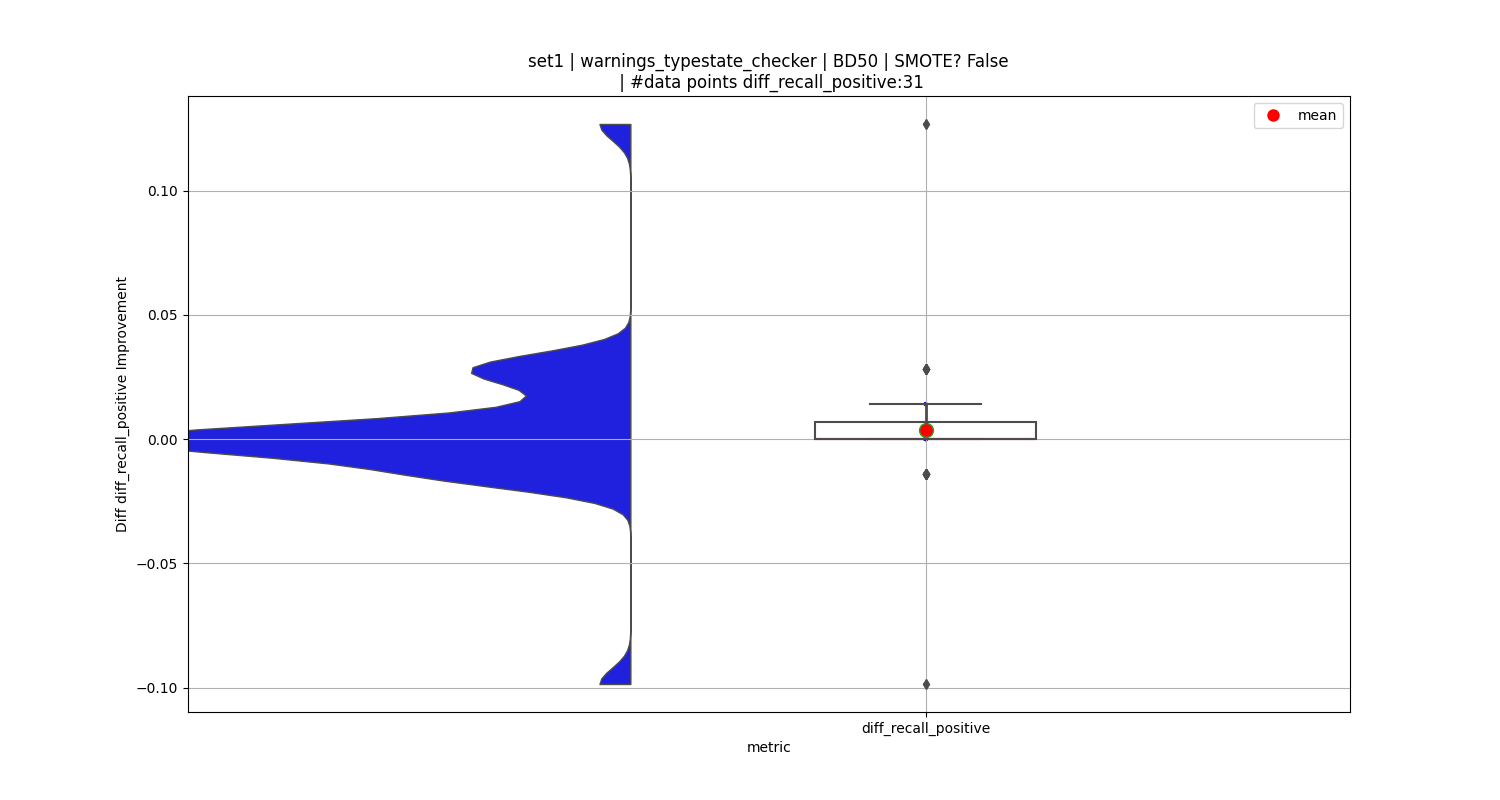 set1 | warnings_typestate_checker | BD50 | SMOTE? False
| #data points diff_recall_positive:31
mean
0.10
0.05
0.00
−0.05
−0.10
Diff diff_recall_positive Improvement
diff_recall_positive
metric